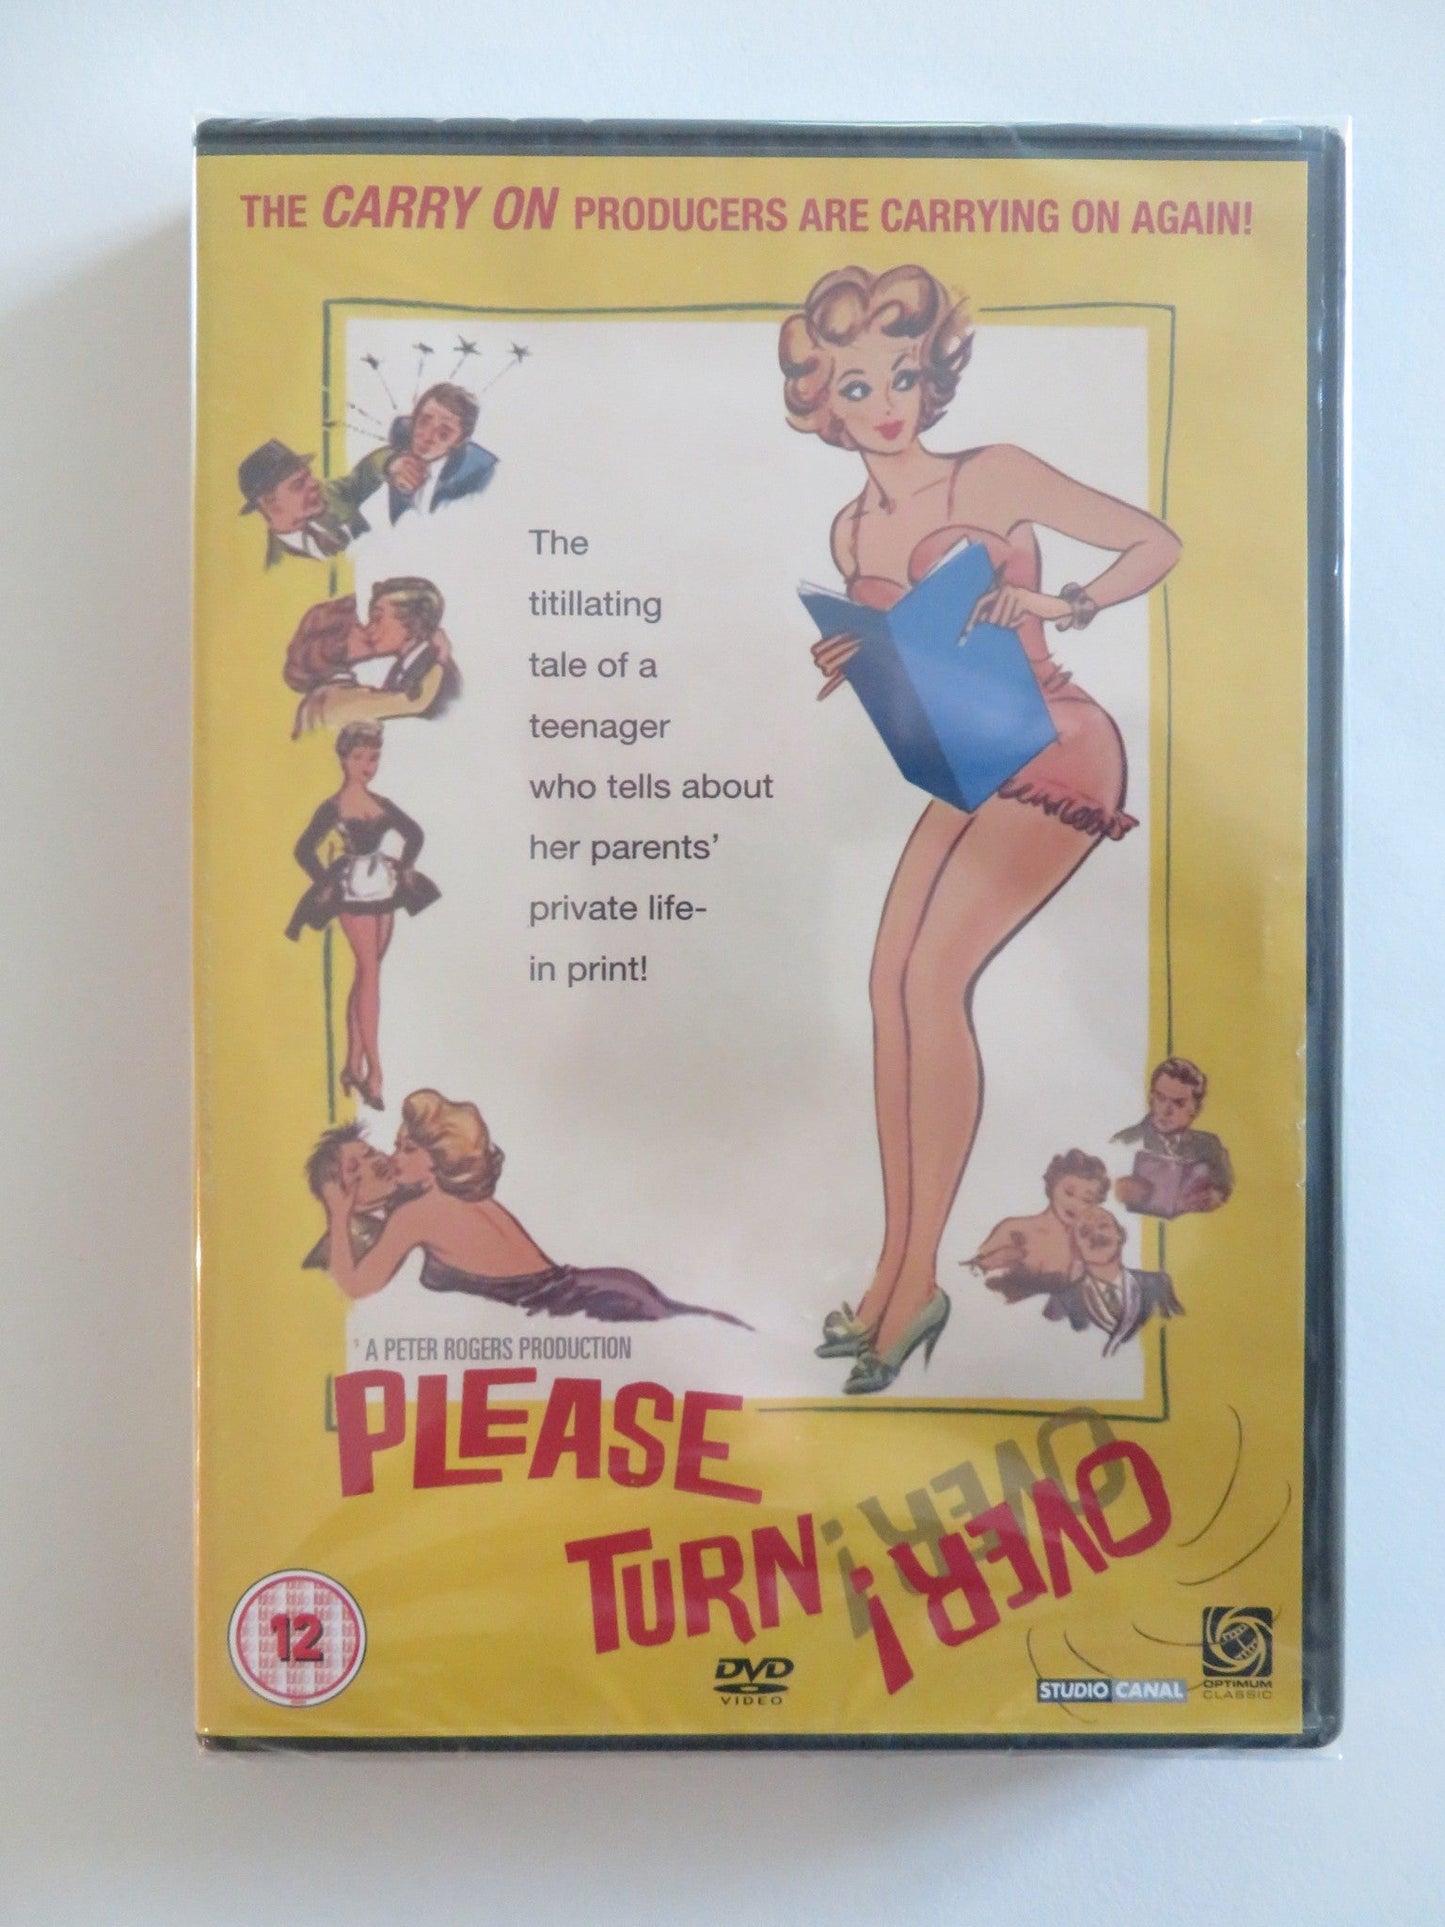 THE CARRY ON PRODUCERS ARE CARRYING ON AGAIN!
The
titillating
tale of a
teenager
who tells about
her parents'
private life-
in print!
A PETER ROGERS PRODUCTION
PLEASE
TURN OVER!
OVER!
12
DVD
VIDEO
STUDIO CANAL
OPTIMUM
CLASSIC